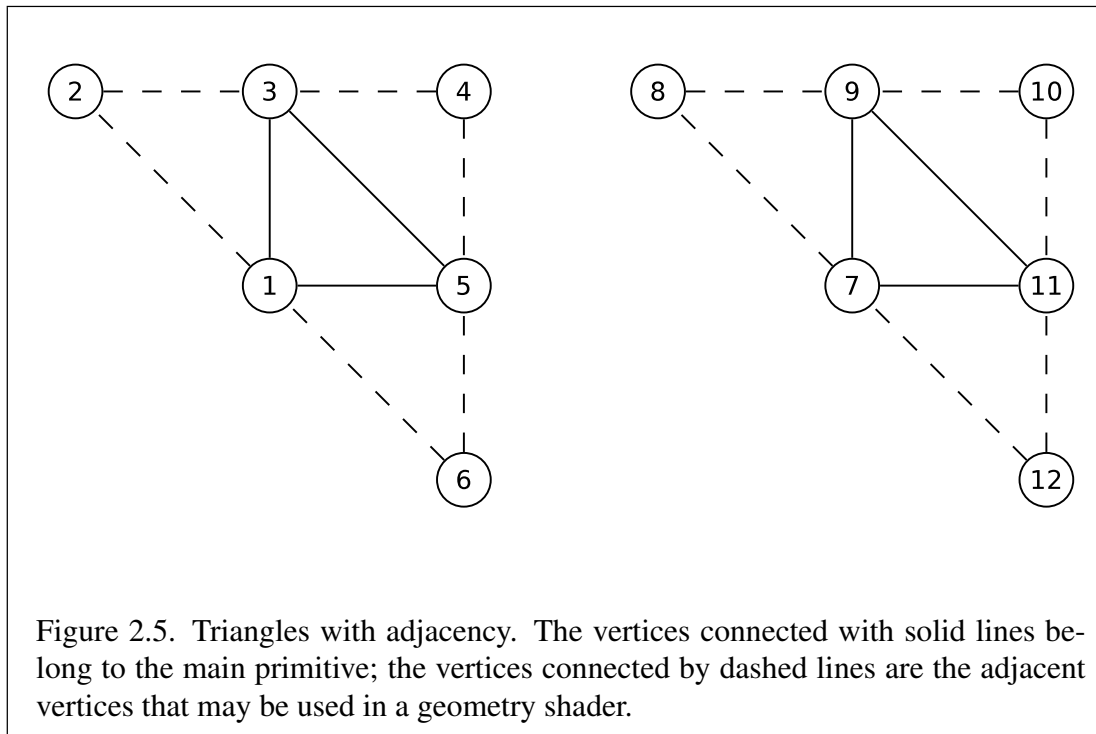 2 3 4 8 9 10
1 5 7 11
6 12
Figure 2.5. Triangles with adjacency. The vertices connected with solid lines be-
long to the main primitive; the vertices connected by dashed lines are the adjacent
vertices that may be used in a geometry shader.